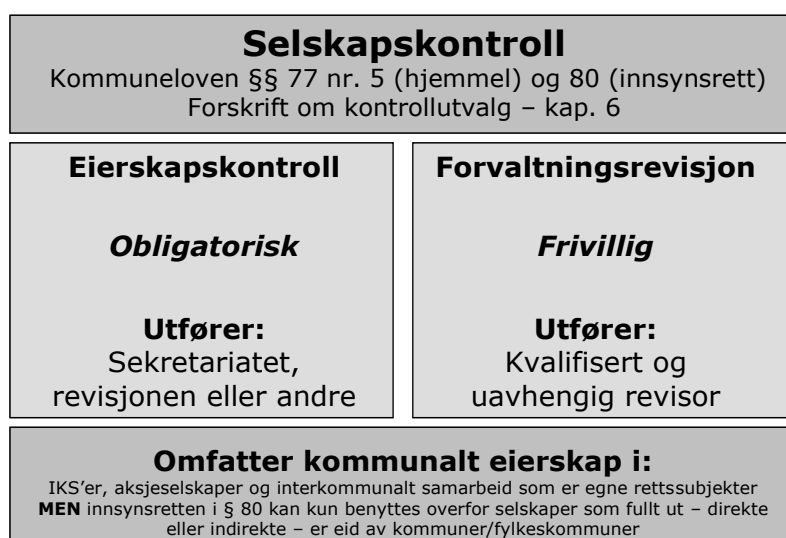 Selskapskontroll
Kommuneloven §§ 77 nr. 5 (hjemmel) og 80 (innsynsrett)
Forskrift om kontrollutvalg – kap. 6
Eierskapskontroll
Obligatorisk
Utfører:
Sekretariatet,
revisjonen eller andre
Forvaltningsrevisjon
Frivillig
Utfører:
Kvalifisert og
uavhengig revisor
Omfatter kommunalt eierskap i:
IKS’er, aksjeselskaper og interkommunalt samarbeid som er egne rettssubjekter
MEN innsynsretten i § 80 kan kun benyttes overfor selskaper som fullt ut – direkte
eller indirekte – er eid av kommuner/fylkeskommuner